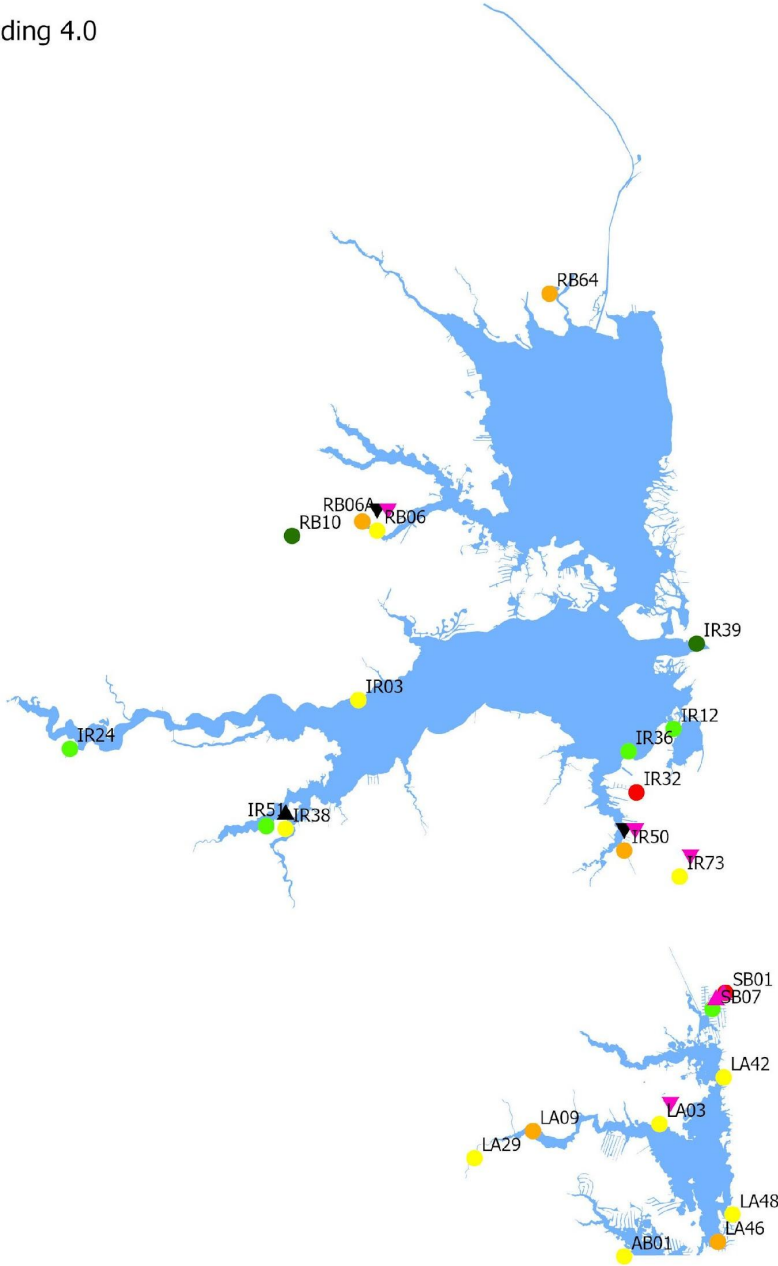 ding 4.0
RB64
RB06A
RB06
RB10
IR39
IR03
IR12
IR24
IR36
IR32
IR51
IR38
IR50
IR73
SB01
SB07
LA42
LA03
LA09
LA29
LA48
LA46
AB01